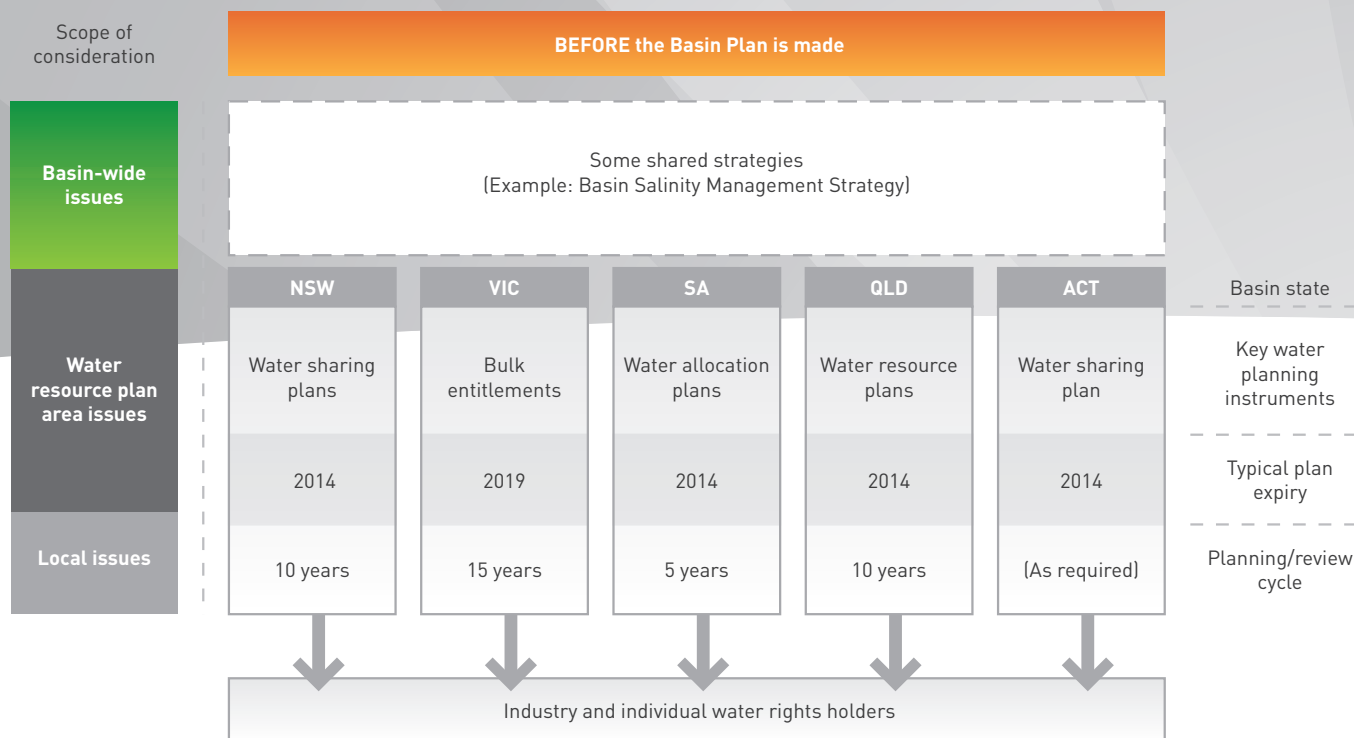 Scope of
consideration
BEFORE the Basin Plan is made
Basin-wide
issues
Some shared strategies
(Example: Basin Salinity Management Strategy)
NSW
VIC
SA
QLD
ACT
Basin state
Water
resource plan
area issues
Water sharing
plans
Bulk
entitlements
Water allocation
plans
Water resource
plans
Water sharing
plan
Key water
planning
instruments
2014
2019
2014
2014
2014
Typical plan
expiry
Local issues
10 years
15 years
5 years
10 years
(As required)
Planning/review
cycle
Industry and individual water rights holders